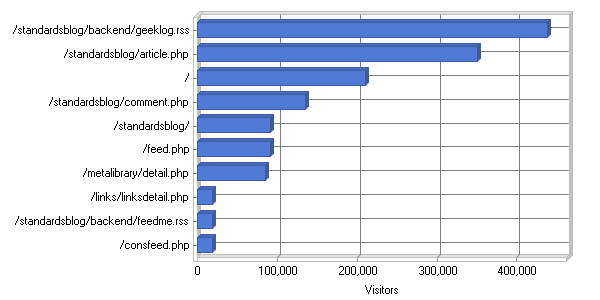 /standardsblog/backend/geeklog.rss
/standardsblog/article.php
/
/standardsblog/comment.php
/standardsblog/
/feed.php
/metalibrary/detail.php
/links/linksdetail.php
/standardsblog/backend/feedme.rss
/consfeed.php
0 100,000 200,000 300,000 400,000
Visitors